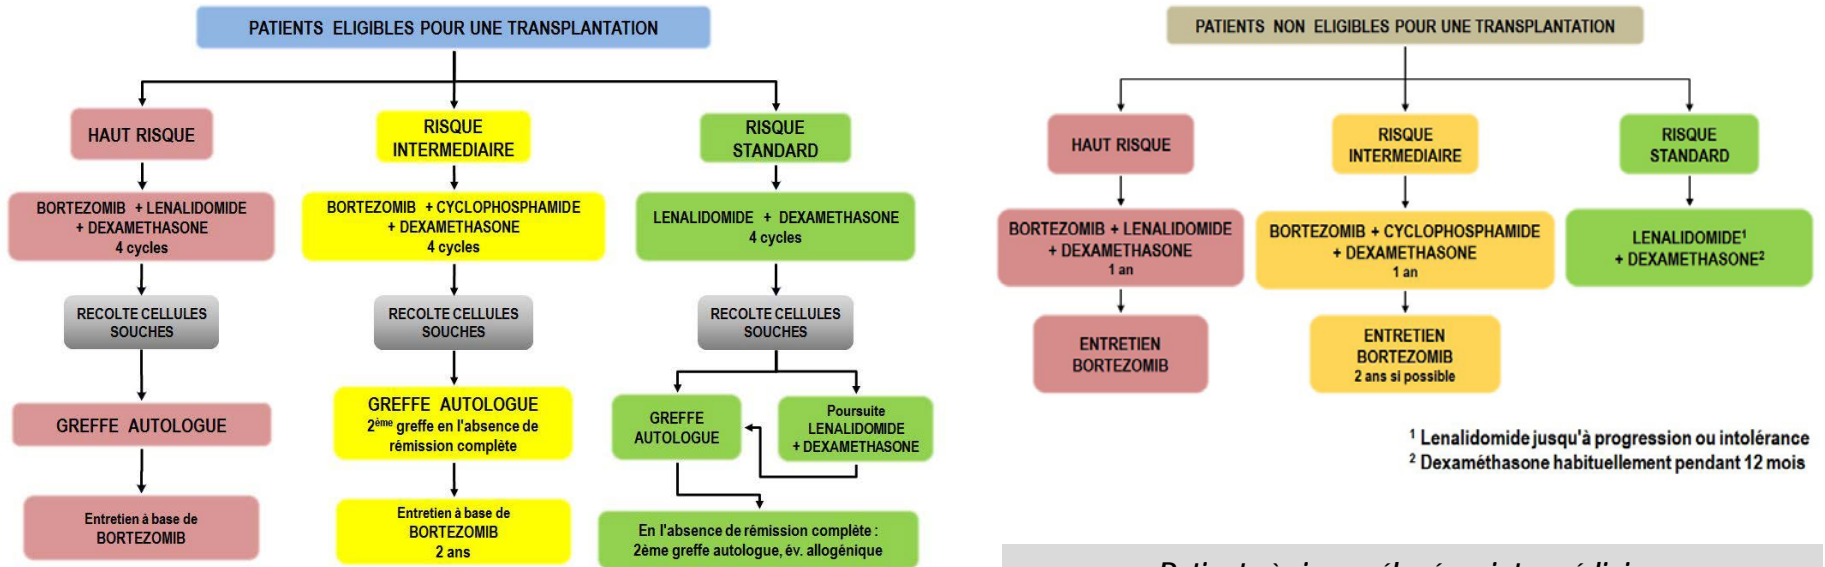 PATIENTS ELIGIBLES POUR UNE TRANSPLANTATION
HAUT RISQUE
RISQUE
INTERMEDIAIRE
RISQUE
STANDARD
BORTEZOMIB + LENALIDOMIDE
+ DEXAMETHASONE
4 cycles
BORTEZOMIB + CYCLOPHOSPHAMIDE
+ DEXAMETHASONE
4 cycles
LENALIDOMIDE + DEXAMETHASONE
4 cycles
RECOLTE CELLULES
SOUCHES
RECOLTE CELLULES
SOUCHES
RECOLTE CELLULES
SOUCHES
GREFFE AUTOLOGUE
GREFFE AUTOLOGUE
2ème greffe en l'absence de
rémission complète
GREFFE
AUTOLOGUE
Poursuite
LENALIDOMIDE
+ DEXAMETHASONE
Entretien à base de
BORTEZOMIB
Entretien à base de
BORTEZOMIB
2 ans
En l'absence de rémission complète :
2ème greffe autologue, év. allogénique
PATIENTS NON ELIGIBLES POUR UNE TRANSPLANTATION
HAUT RISQUE
RISQUE
INTERMEDIAIRE
RISQUE
STANDARD
BORTEZOMIB + LENALIDOMIDE
+ DEXAMETHASONE
1 an
BORTEZOMIB + CYCLOPHOSPHAMIDE
+ DEXAMETHASONE
1 an
LENALIDOMIDE¹
+ DEXAMETHASONE²
ENTRETIEN
BORTEZOMIB
ENTRETIEN
BORTEZOMIB
2 ans si possible
¹ Lenalidomide jusqu'à progression ou intolérance
² Dexaméthasone habituellement pendant 12 mois